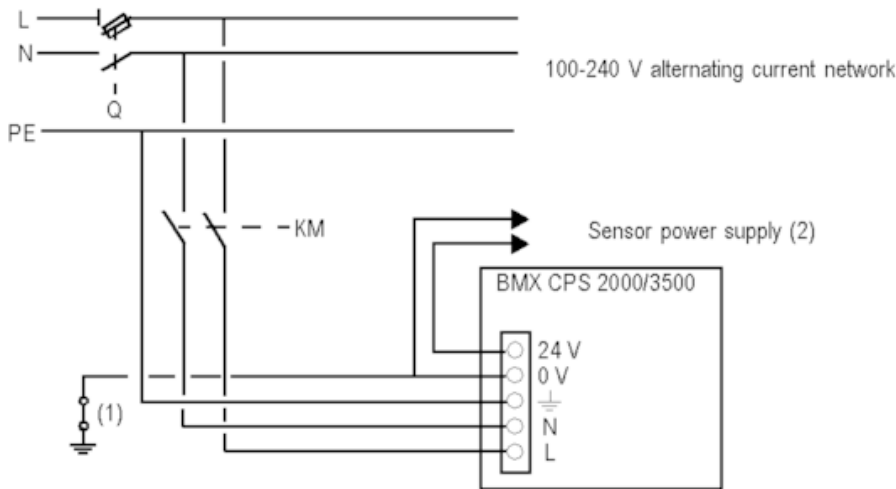 L
N
100-240 V alternating current network
Q
PE
KM
Sensor power supply (2)
BMX CPS 2000/3500
24 V
0 V
(1)
N
L